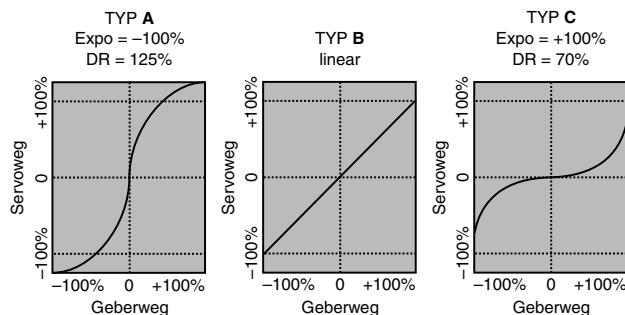 TYP A
Expo = –100%
DR = 125%
Servoweg
+100%
0
–100%
–100% 0 +100%
Geberweg
TYP B
linear
Servoweg
+100%
0
–100%
–100% 0 +100%
Geberweg
TYP C
Expo = +100%
DR = 70%
Servoweg
+100%
0
–100%
–100% 0 +100%
Geberweg